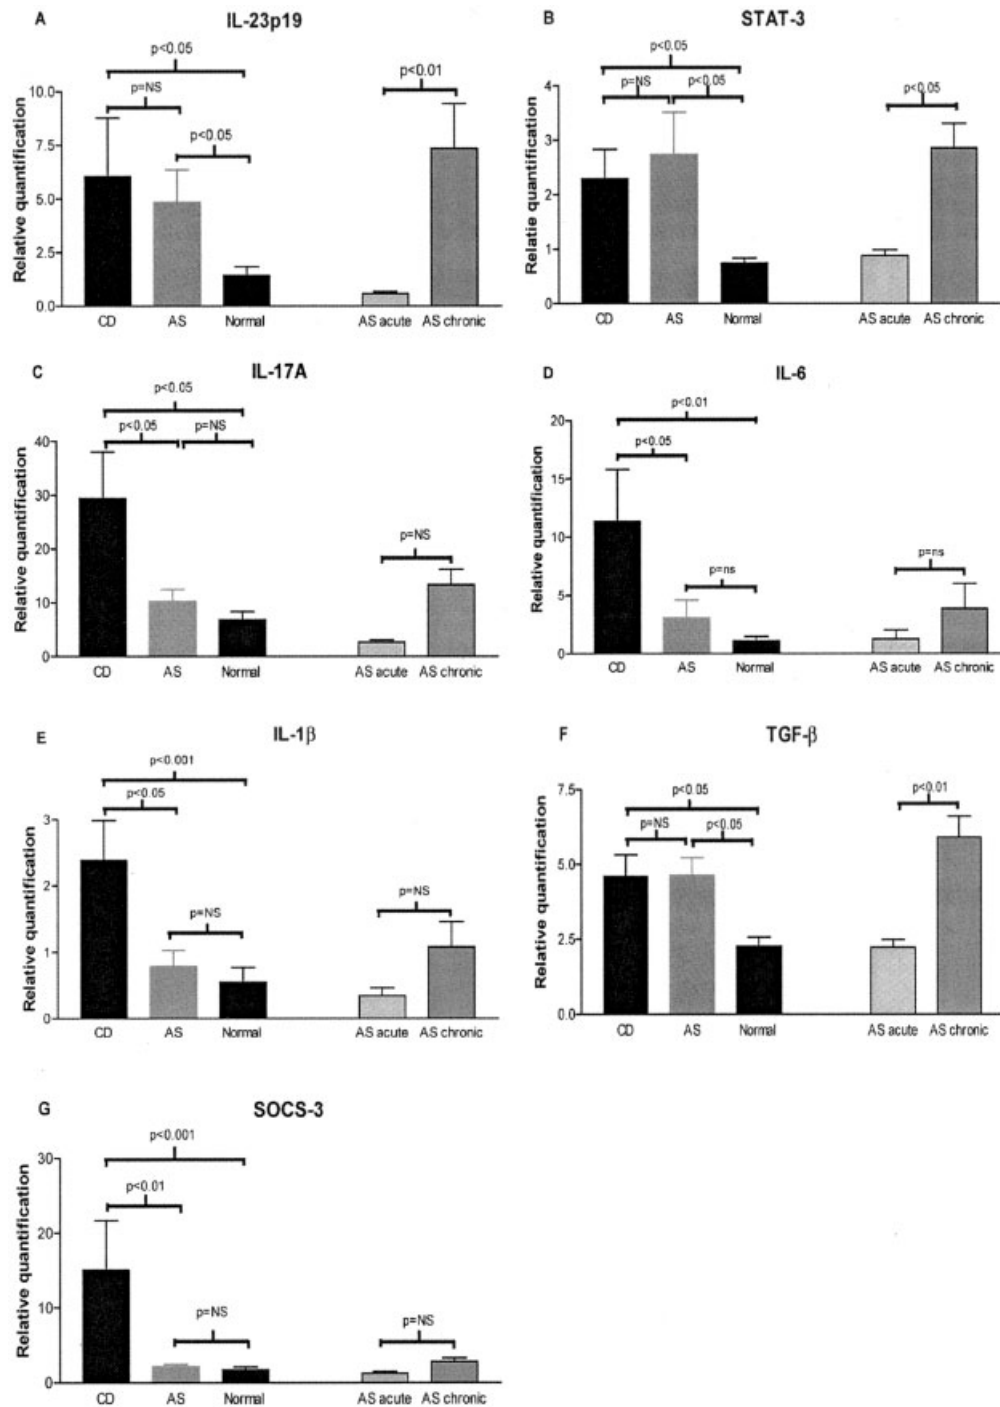 A
IL-23p19
p<0.05
p=NS
p<0.05
p<0.01
Relative quantification
10.0
7.5
5.0
2.5
0.0
CD AS Normal AS acute AS chronic
B
STAT-3
p<0.05
p=NS p<0.05
p<0.05
Relatie quantification
4
3
2
1
0
CD AS Normal AS acute AS chronic
C
IL-17A
p<0.05
p<0.05 p=NS
p=NS
Relative quantification
40
30
20
10
0
CD AS Normal AS acute AS chronic
D
IL-6
p<0.01
p<0.05
p=ns
p=ns
Relative quantification
20
15
10
5
0
CD AS Normal AS acute AS chronic
E
IL-1β
p<0.001
p<0.05
p=NS
p=NS
Relative quantification
3
2
1
0
CD AS Normal AS acute AS chronic
F
TGF-β
p<0.05
p=NS p<0.05
p<0.01
Relative quantification
7.5
5.0
2.5
0.0
CD AS Normal AS acute AS chronic
G
SOCS-3
p<0.001
p<0.01
p=NS
p=NS
Relative quantification
30
20
10
0
CD AS Normal AS acute AS chronic